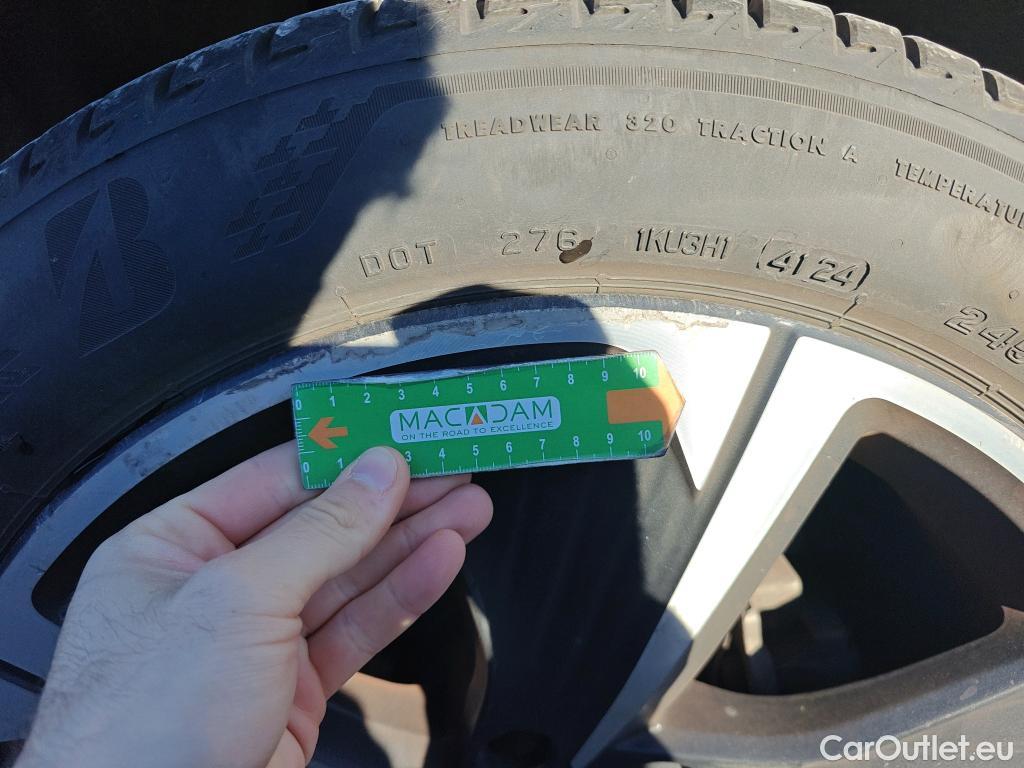 TREADWEAR 320 TRACTION A TEMPERATU
B
DOT 276 1KU3H1 4124
245
0 1 2 3 4 5 6 7 8 9 10
MACADAM
ON THE ROAD TO EXCELLENCE
0 1 3 4 5 6 7 8 9 10
CarOutlet.eu